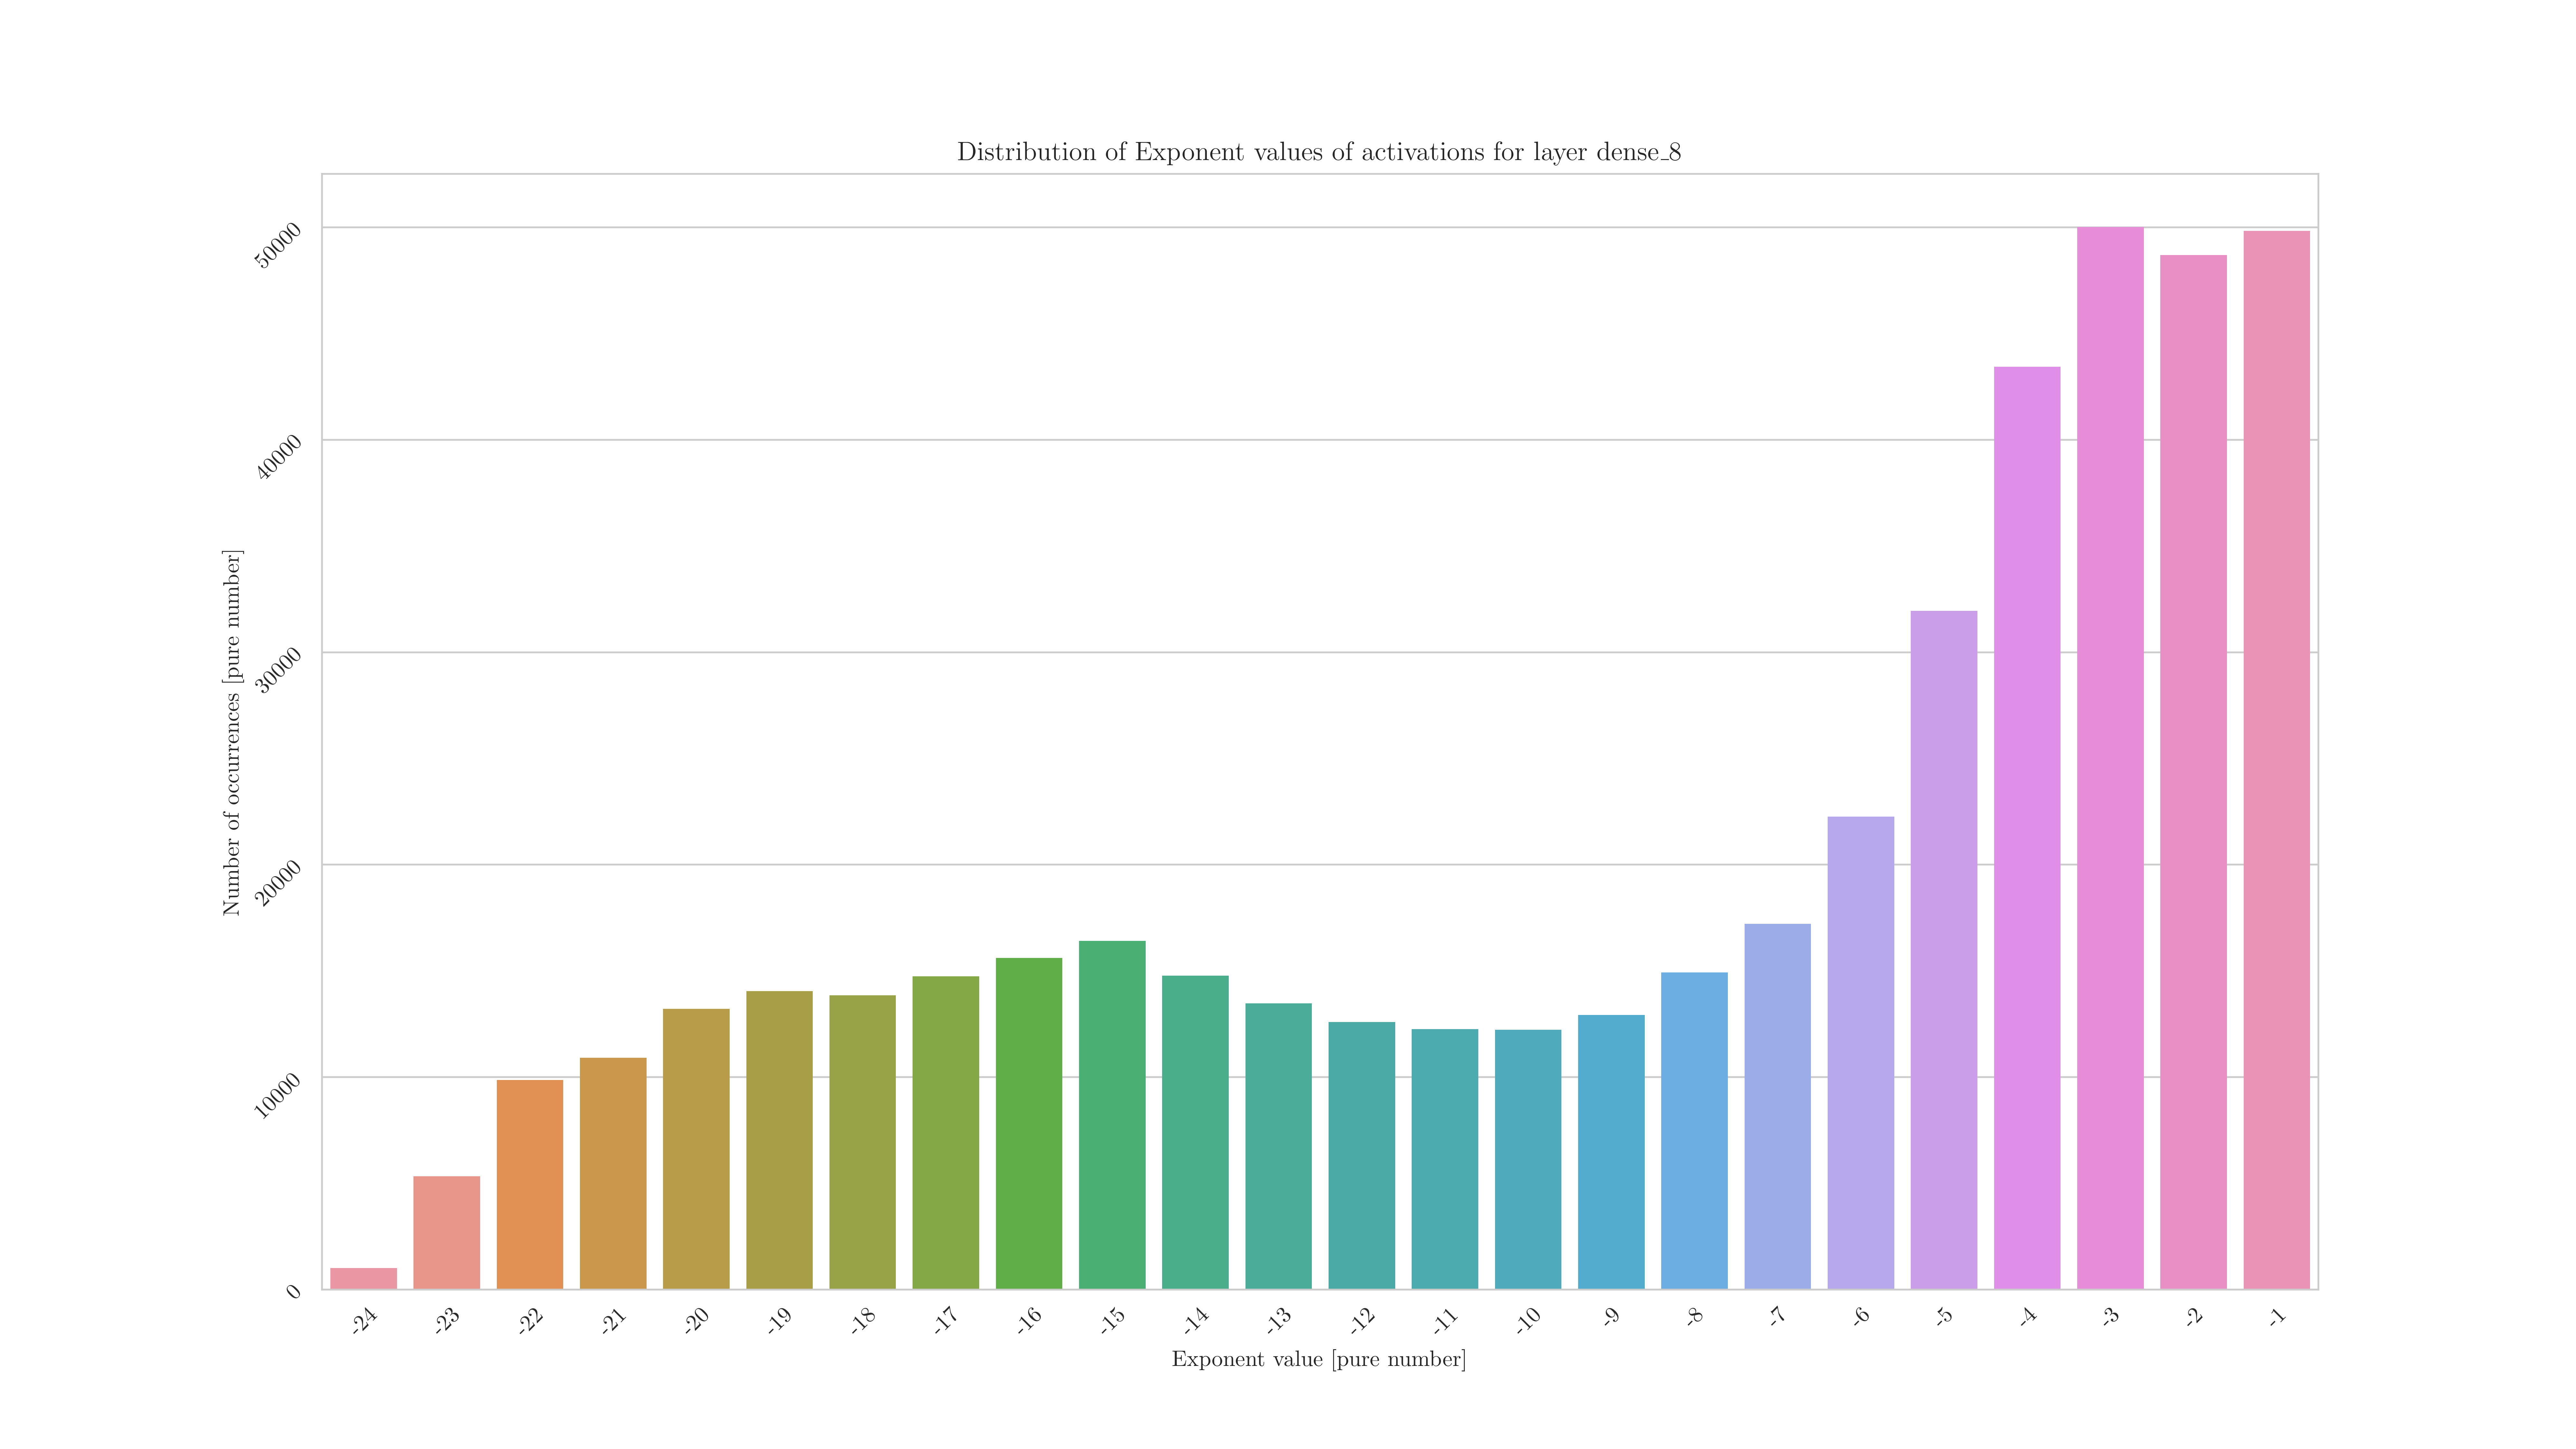 Distribution of Exponent values of activations for layer dense_8
Number of occurrences [pure number]
50000
40000
30000
20000
10000
0
-24 -23 -22 -21 -20 -19 -18 -17 -16 -15 -14 -13 -12 -11 -10 -9 -8 -7 -6 -5 -4 -3 -2 -1
Exponent value [pure number]